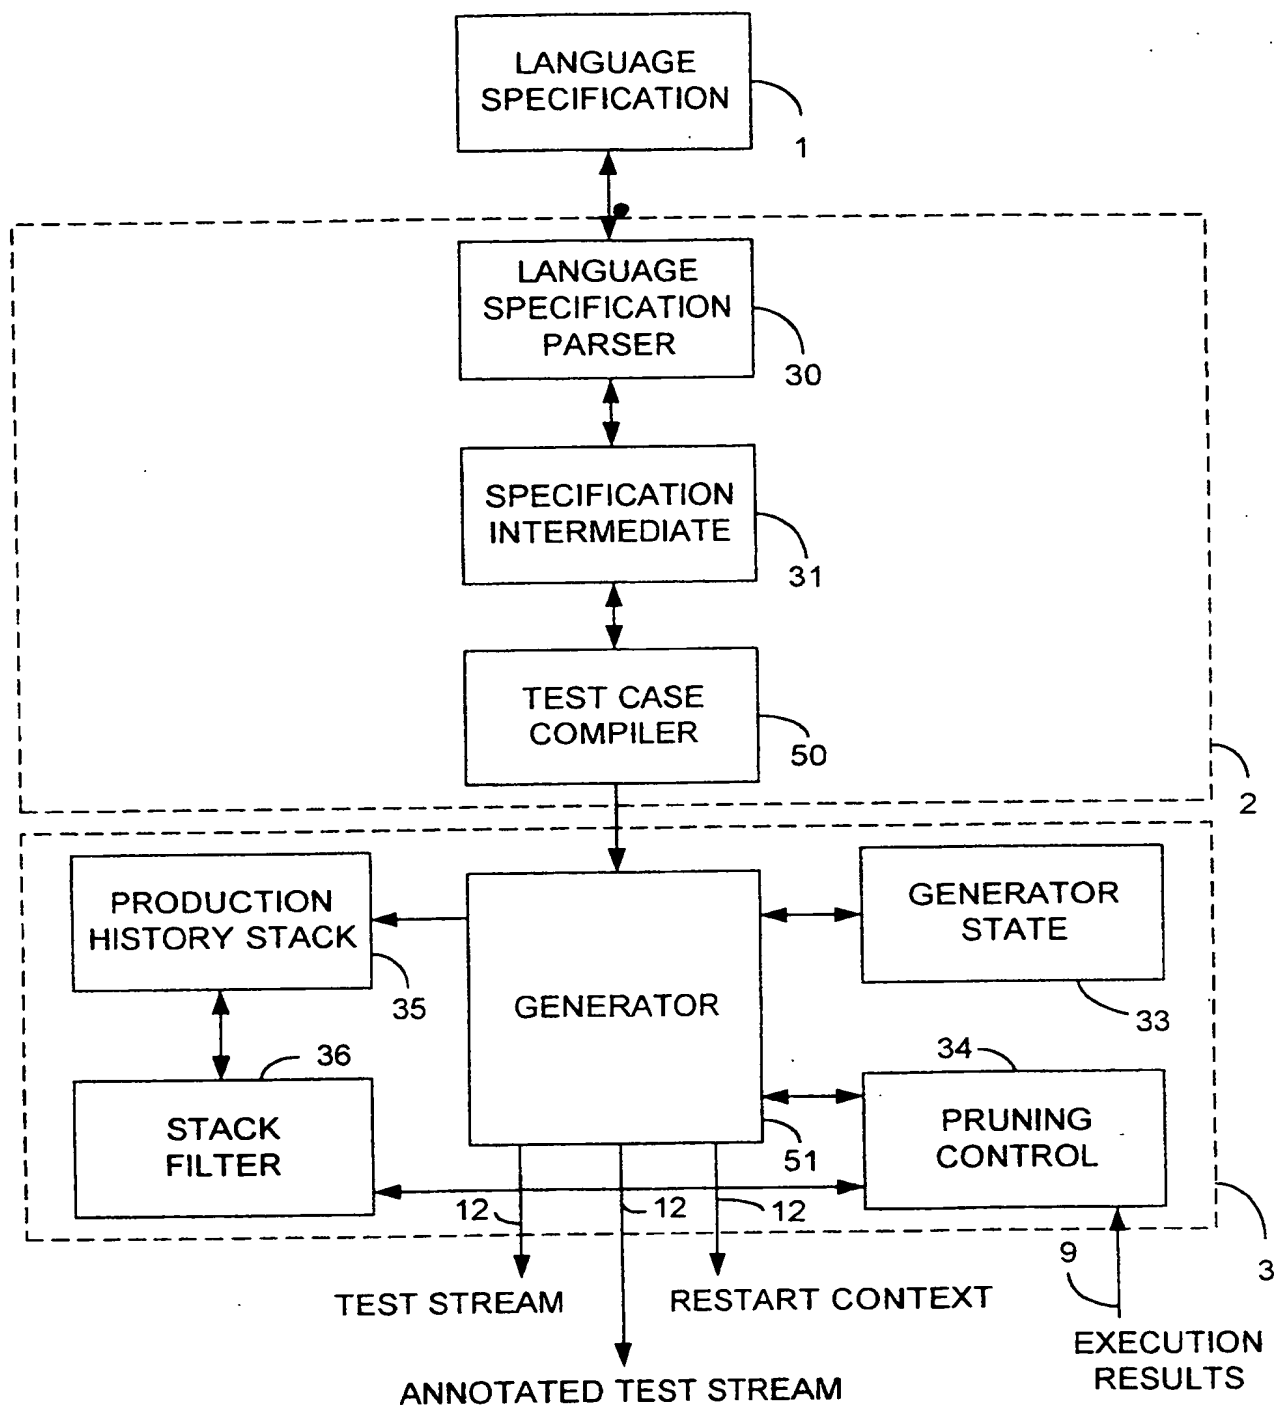 LANGUAGE
SPECIFICATION
1
LANGUAGE
SPECIFICATION
PARSER
30
SPECIFICATION
INTERMEDIATE
31
TEST CASE
COMPILER
50
2
PRODUCTION
HISTORY STACK
35
GENERATOR
51
GENERATOR
STATE
33
36
STACK
FILTER
34
PRUNING
CONTROL
12
12
12
3
9
TEST STREAM
RESTART CONTEXT
ANNOTATED TEST STREAM
EXECUTION
RESULTS